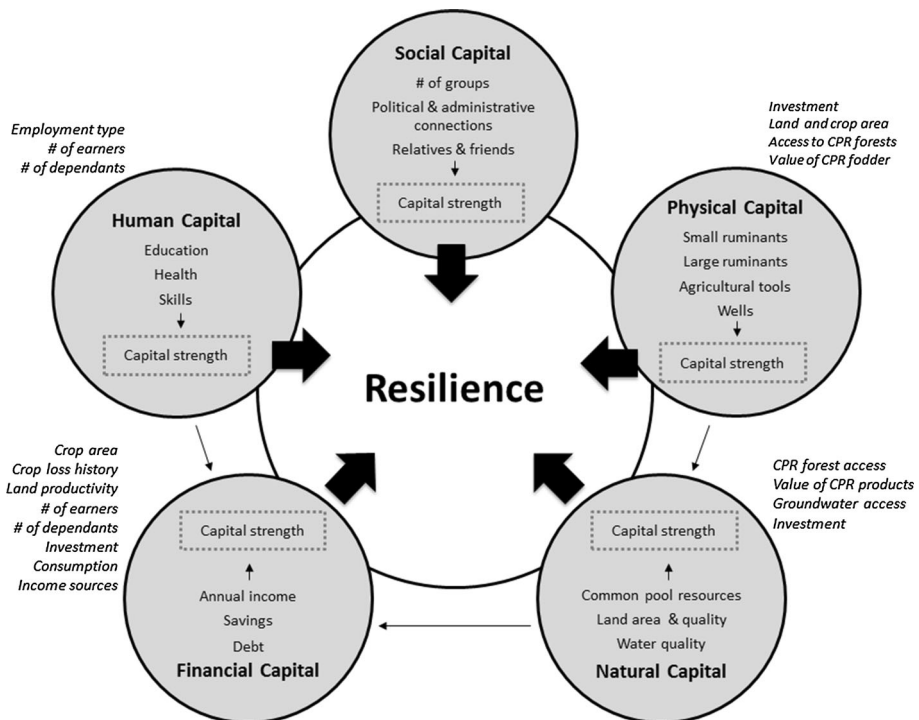 Social Capital
# of groups
Political & administrative
connections
Relatives & friends
Capital strength
Employment type
# of earners
# of dependants
Human Capital
Education
Health
Skills
Capital strength
Investment
Land and crop area
Access to CPR forests
Value of CPR fodder
Physical Capital
Small ruminants
Large ruminants
Agricultural tools
Wells
Capital strength
Resilience
Crop area
Crop loss history
Land productivity
# of earners
# of dependants
Investment
Consumption
Income sources
Capital strength
Annual income
Savings
Debt
Financial Capital
CPR forest access
Value of CPR products
Groundwater access
Investment
Capital strength
Common pool resources
Land area & quality
Water quality
Natural Capital